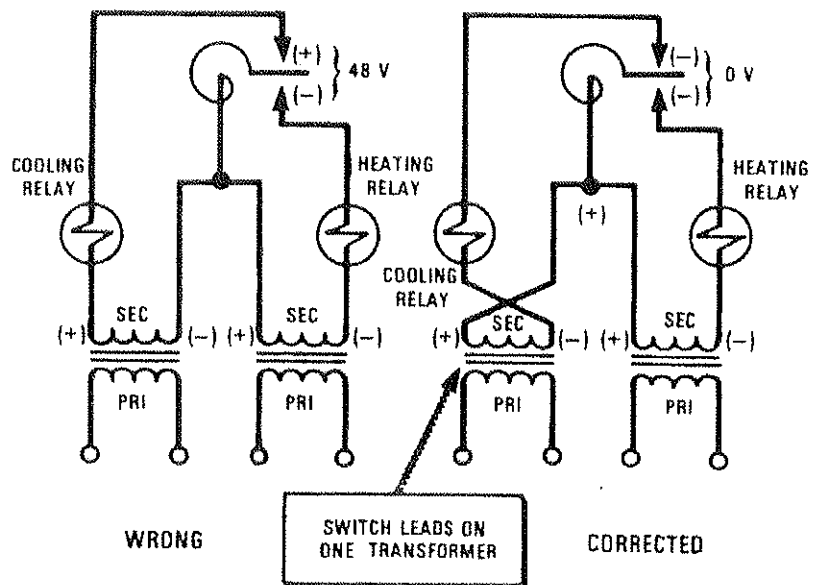 (+)
(−)
48 V
COOLING
RELAY
HEATING
RELAY
SEC
(+)
(−)
PRI
SEC
(+)
(−)
PRI
WRONG
(−)
(−)
0 V
(+)
HEATING
RELAY
COOLING
RELAY
SEC
(+)
(−)
PRI
SEC
(+)
(−)
PRI
SWITCH LEADS ON
ONE TRANSFORMER
CORRECTED